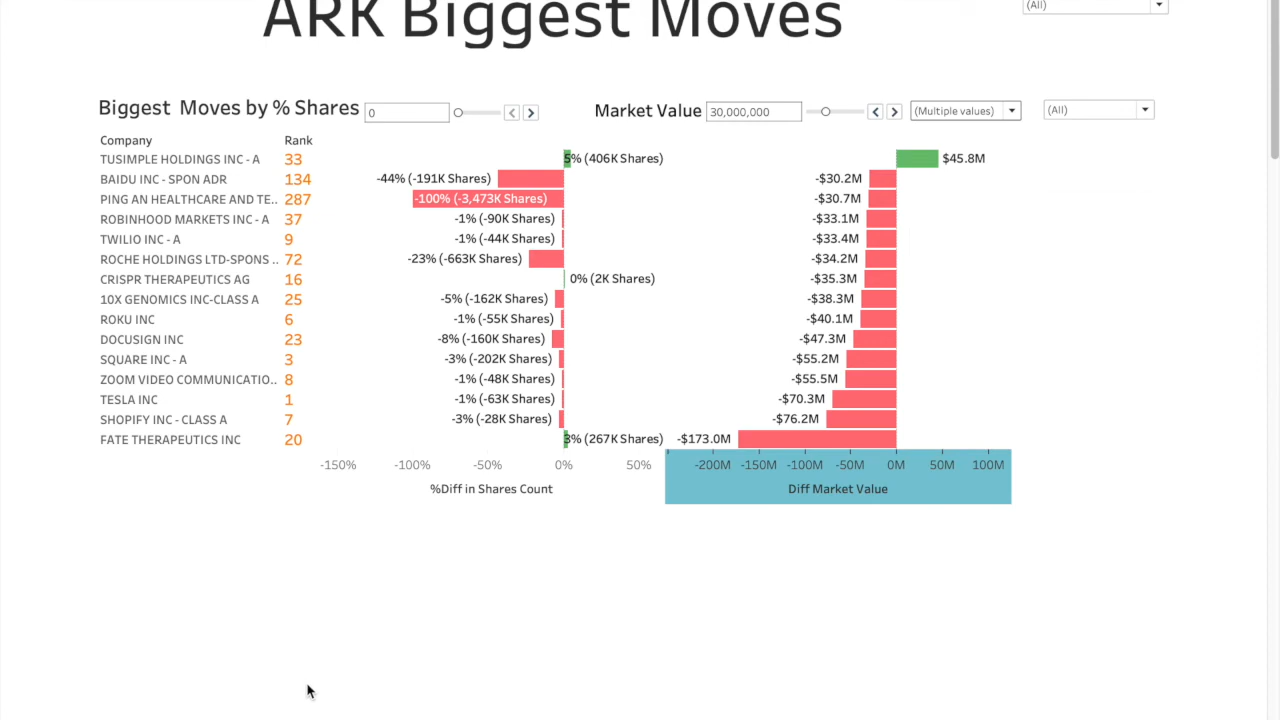 (All)
ARK Biggest Moves
Biggest Moves by % Shares 0 Market Value 30,000,000 (Multiple values) (All)
Company Rank
TUSIMPLE HOLDINGS INC - A 33 5% (406K Shares) $45.8M
BAIDU INC - SPON ADR 134 -44% (-191K Shares) -$30.2M
PING AN HEALTHCARE AND TE.. 287 -100% (-3,473K Shares) -$30.7M
ROBINHOOD MARKETS INC - A 37 -1% (-90K Shares) -$33.1M
TWILIO INC - A 9 -1% (-44K Shares) -$33.4M
ROCHE HOLDINGS LTD-SPONS .. 72 -23% (-663K Shares) -$34.2M
CRISPR THERAPEUTICS AG 16 0% (2K Shares) -$35.3M
10X GENOMICS INC-CLASS A 25 -5% (-162K Shares) -$38.3M
ROKU INC 6 -1% (-55K Shares) -$40.1M
DOCUSIGN INC 23 -8% (-160K Shares) -$47.3M
SQUARE INC - A 3 -3% (-202K Shares) -$55.2M
ZOOM VIDEO COMMUNICATIO.. 8 -1% (-48K Shares) -$55.5M
TESLA INC 1 -1% (-63K Shares) -$70.3M
SHOPIFY INC - CLASS A 7 -3% (-28K Shares) -$76.2M
FATE THERAPEUTICS INC 20 3% (267K Shares) -$173.0M
-150% -100% -50% 0% 50% -200M -150M -100M -50M 0M 50M 100M
%Diff in Shares Count Diff Market Value